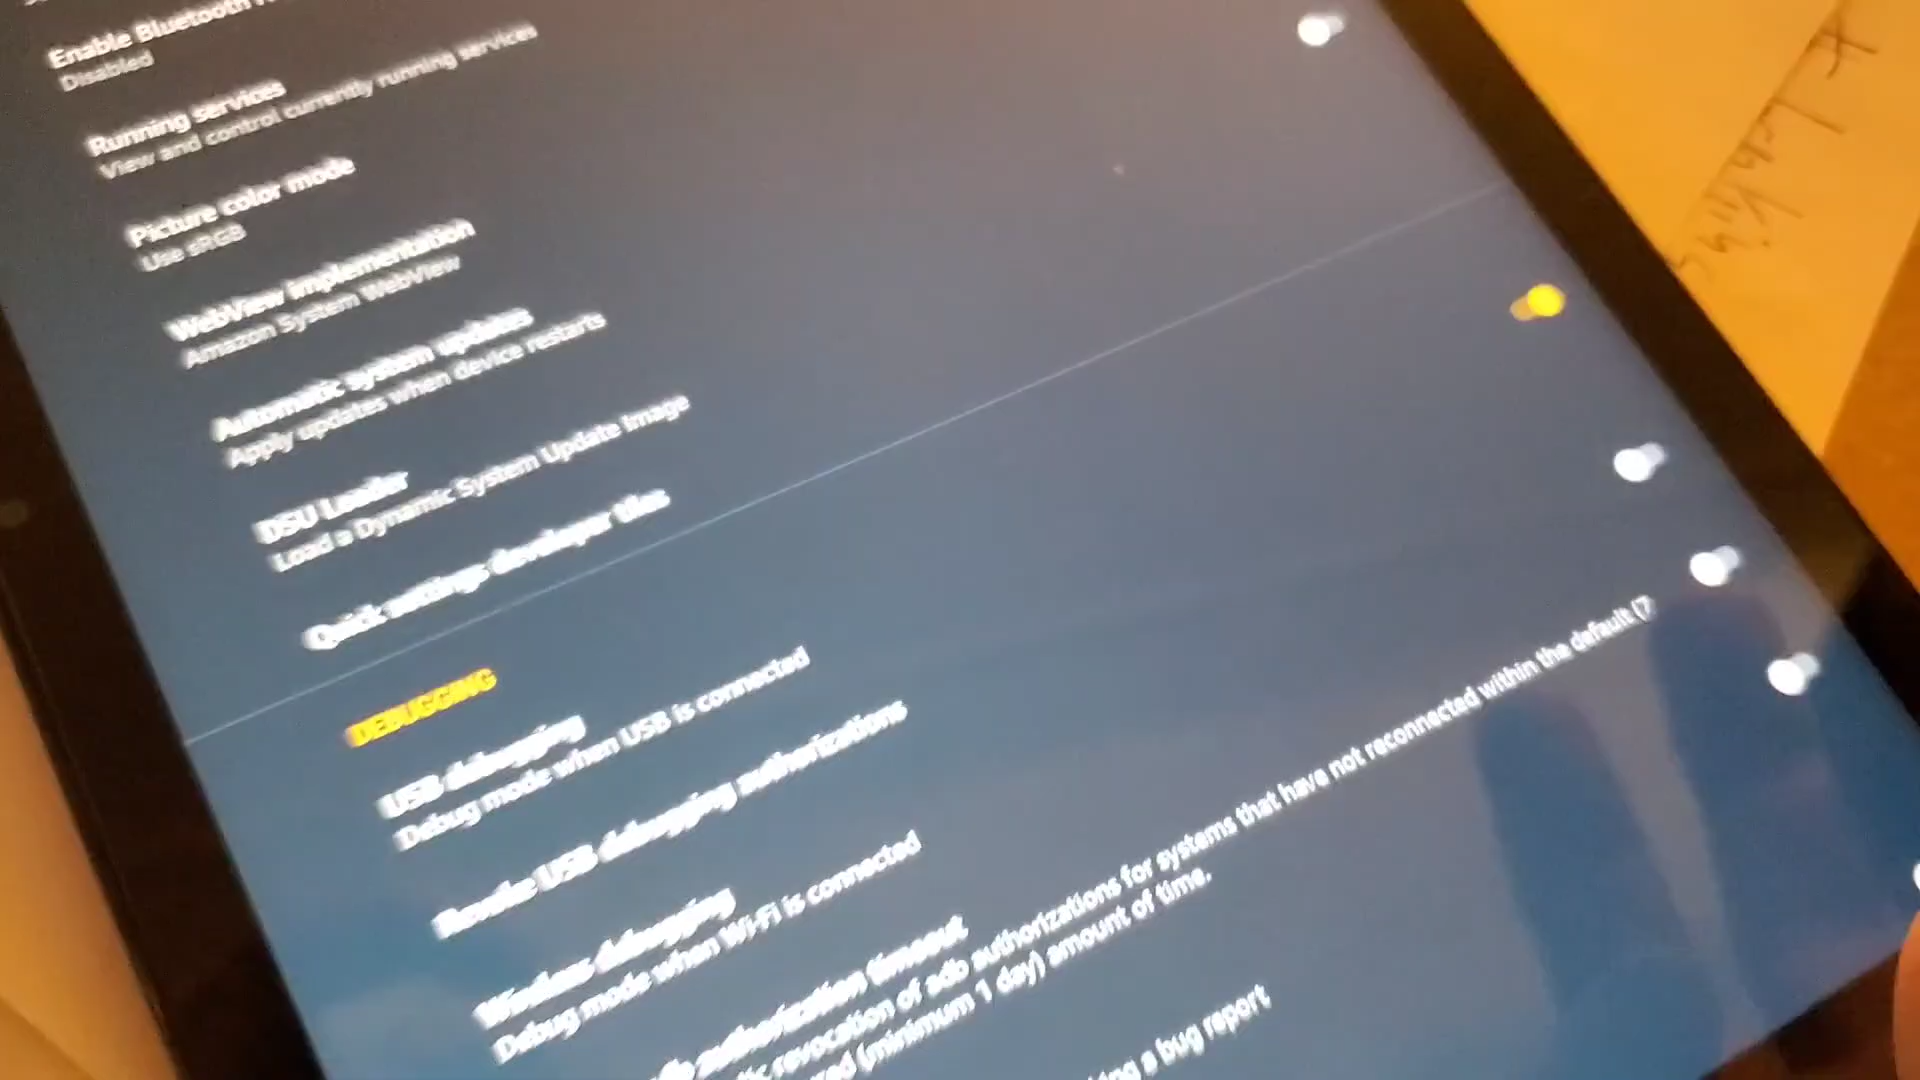 Enable Bluetooth
Disabled
Running services
View and control currently running services
Picture color mode
Use sRGB
WebView implementation
Amazon System WebView
Automatic system updates
Apply updates when device restarts
DSU Loader
Load a Dynamic System Update Image
Quick settings developer tiles
DEBUGGING
USB debugging
Debug mode when USB is connected
Revoke USB debugging authorizations
Wireless debugging
Debug mode when Wi-Fi is connected
authorization timeout
revocation of adb authorizations for systems that have not reconnected within the default (7
(minimum 1 day) amount of time.
a bug report